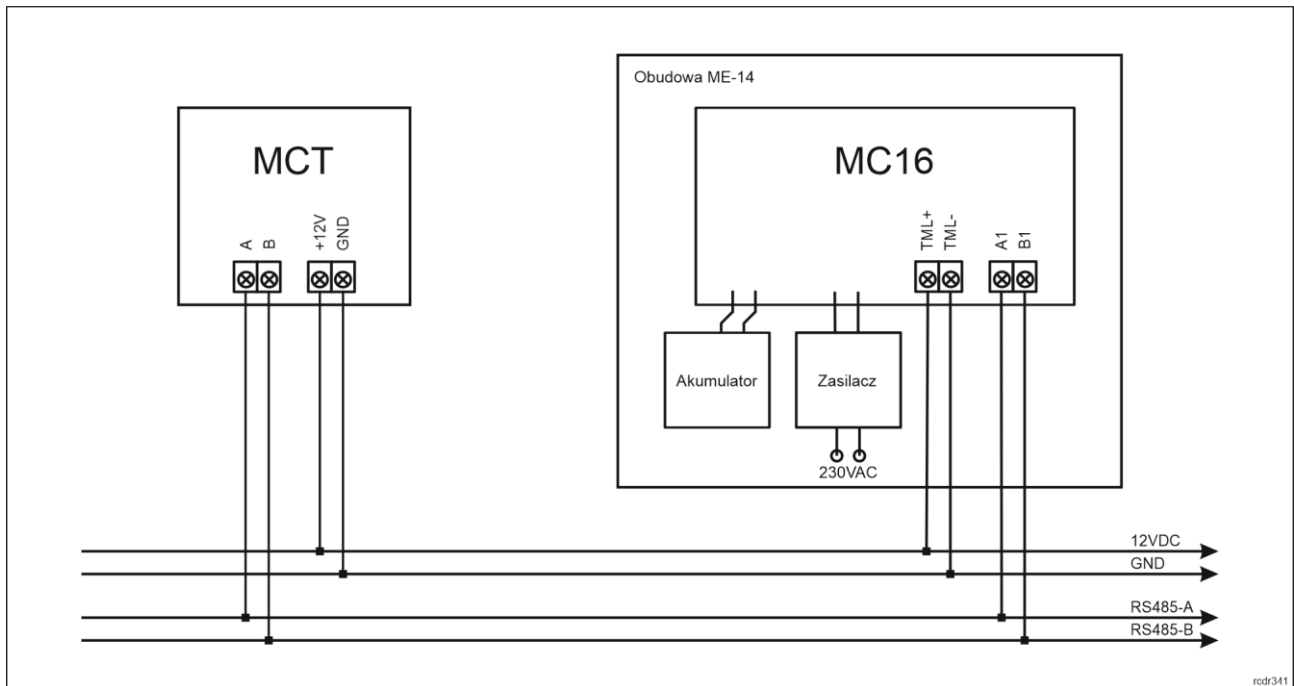 Obudowa ME-14
MCT
MC16
A
B
+12V
GND
TML+
TML-
A1
B1
Akumulator
Zasilacz
230VAC
12VDC
GND
RS485-A
RS485-B
rcdr341